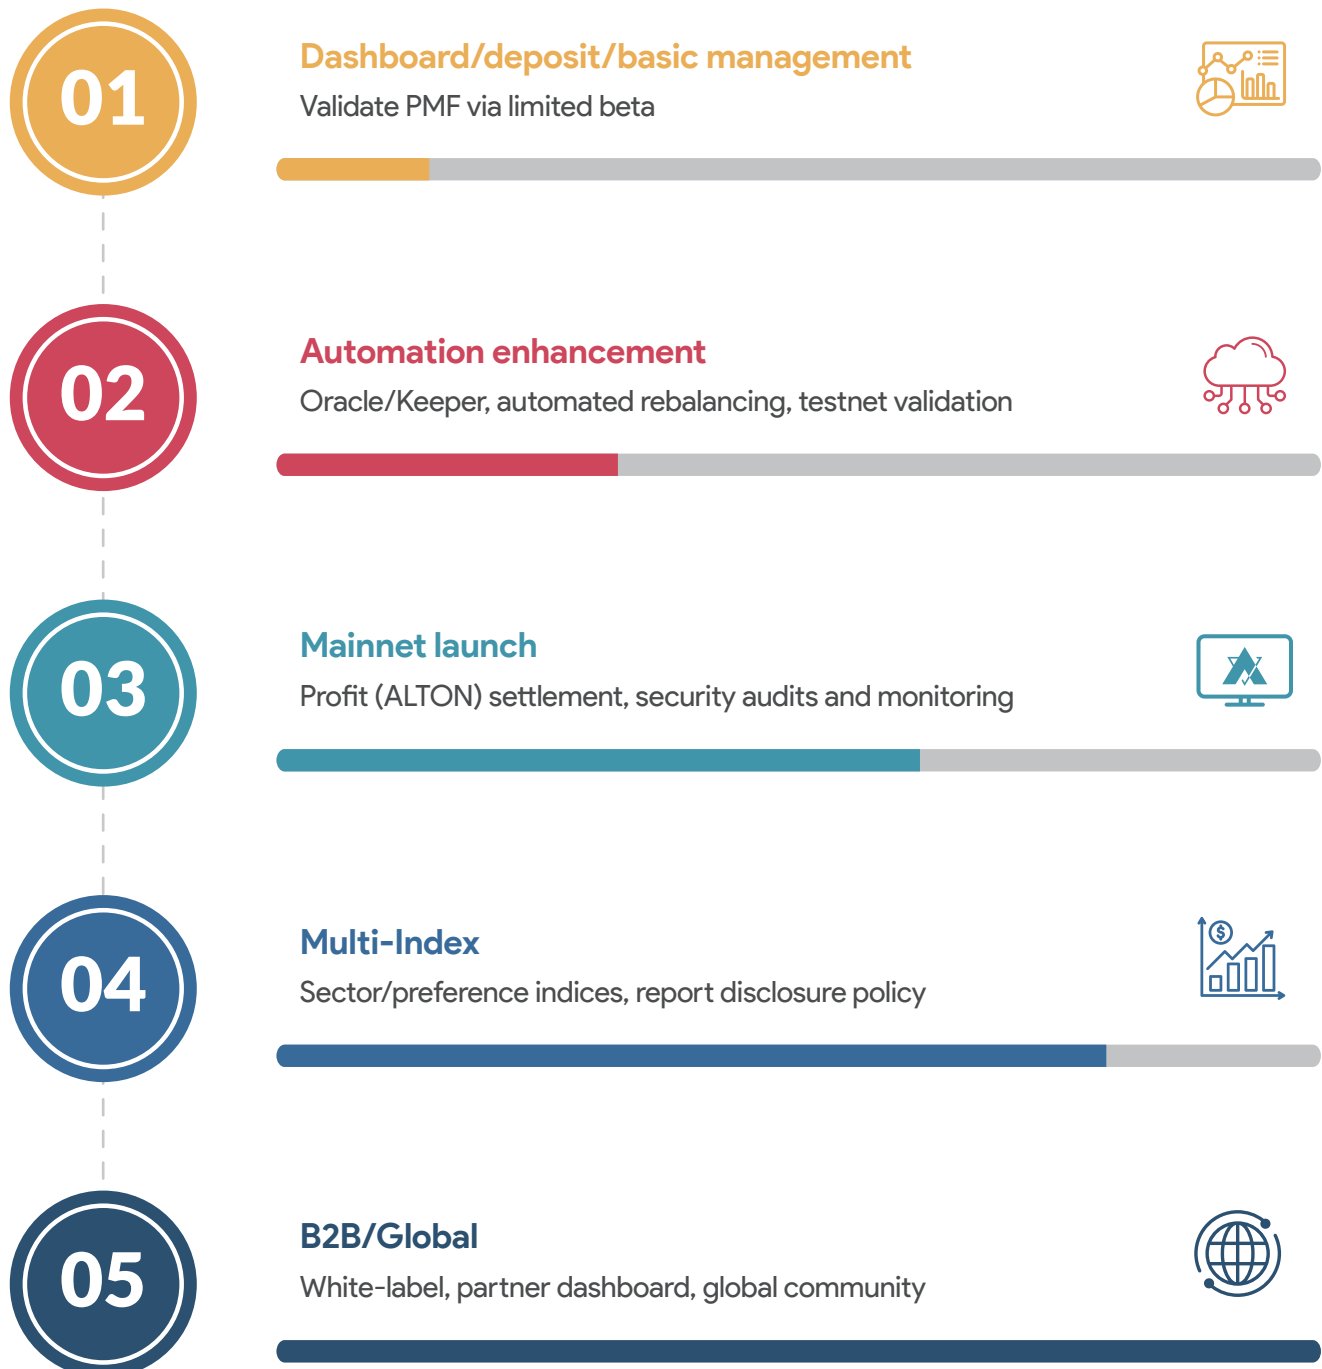 01
Dashboard/deposit/basic management
Validate PMF via limited beta
02
Automation enhancement
Oracle/Keeper, automated rebalancing, testnet validation
03
Mainnet launch
Profit (ALTON) settlement, security audits and monitoring
04
Multi-Index
Sector/preference indices, report disclosure policy
$
05
B2B/Global
White-label, partner dashboard, global community